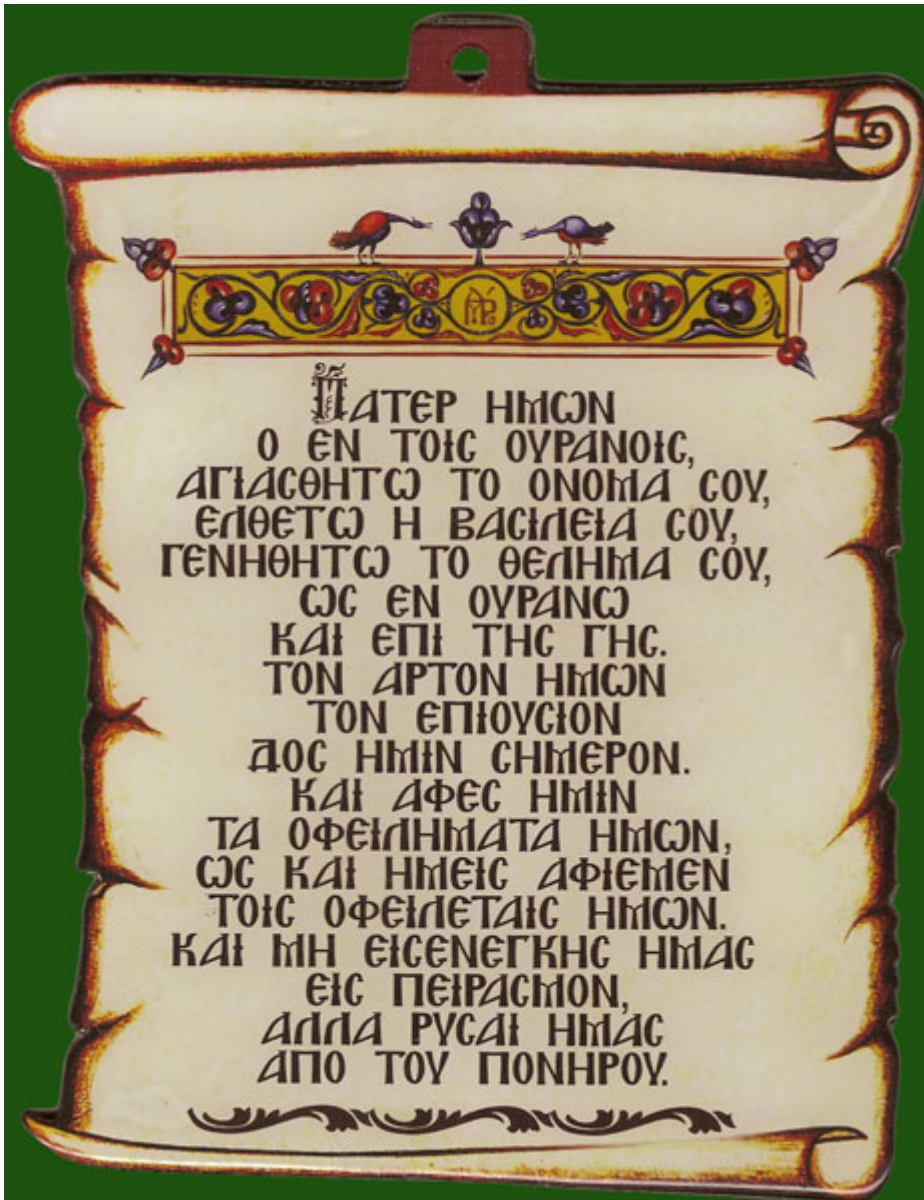 ΠΑΤΕΡ ΗΜΩΝ
Ο ΕΝ ΤΟΙΣ ΟΥΡΑΝΟΙΣ,
ΑΓΙΑΣΘΗΤΩ ΤΟ ΟΝΟΜΑ ΣΟΥ,
ΕΛΘΕΤΩ Η ΒΑΣΙΛΕΙΑ ΣΟΥ,
ΓΕΝΗΘΗΤΩ ΤΟ ΘΕΛΗΜΑ ΣΟΥ,
ΩΣ ΕΝ ΟΥΡΑΝΩ
ΚΑΙ ΕΠΙ ΤΗΣ ΓΗΣ.
ΤΟΝ ΑΡΤΟΝ ΗΜΩΝ
ΤΟΝ ΕΠΙΟΥΣΙΟΝ
ΔΟΣ ΗΜΙΝ ΣΗΜΕΡΟΝ.
ΚΑΙ ΑΦΕΣ ΗΜΙΝ
ΤΑ ΟΦΕΙΛΗΜΑΤΑ ΗΜΩΝ,
ΩΣ ΚΑΙ ΗΜΕΙΣ ΑΦΙΕΜΕΝ
ΤΟΙΣ ΟΦΕΙΛΕΤΑΙΣ ΗΜΩΝ.
ΚΑΙ ΜΗ ΕΙΣΕΝΕΓΚΗΣ ΗΜΑΣ
ΕΙΣ ΠΕΙΡΑΣΜΟΝ,
ΑΛΛΑ ΡΥΣΑΙ ΗΜΑΣ
ΑΠΟ ΤΟΥ ΠΟΝΗΡΟΥ.